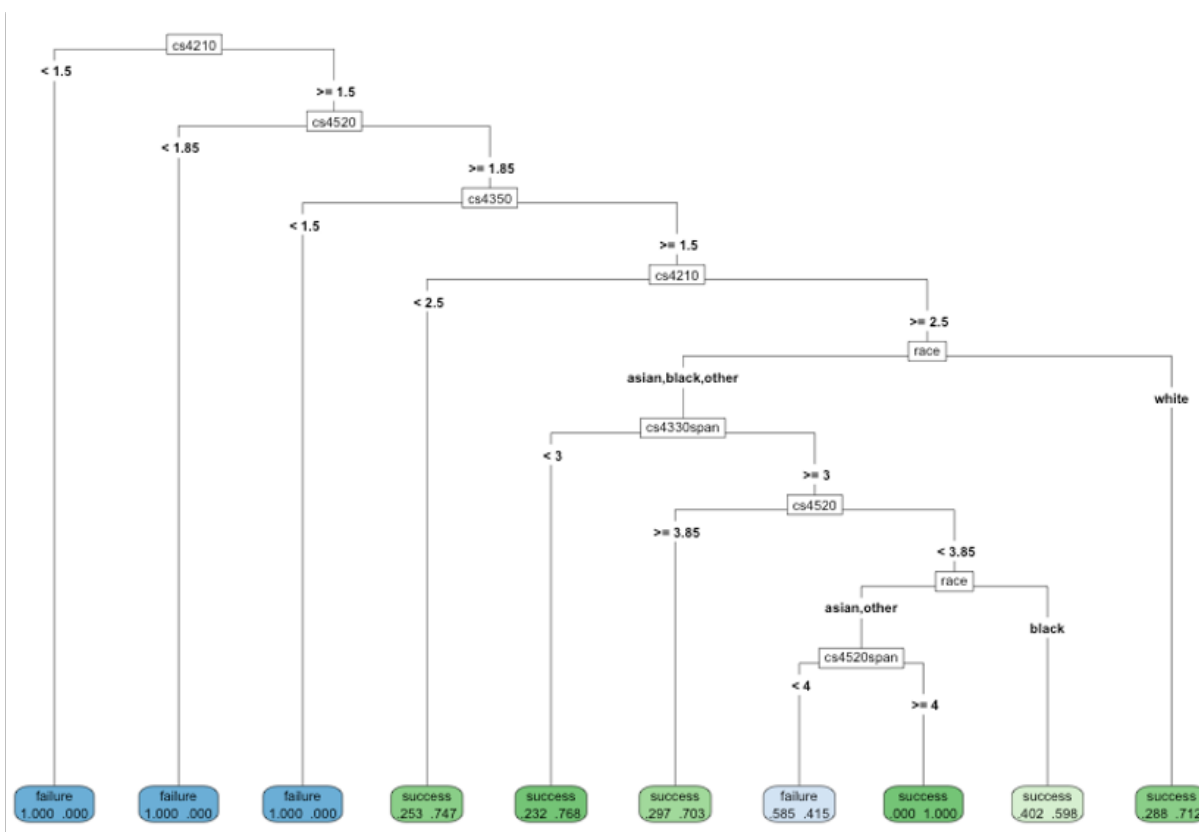 cs4210
< 1.5
>= 1.5
cs4520
< 1.85
>= 1.85
cs4350
< 1.5
>= 1.5
cs4210
< 2.5
>= 2.5
race
asian,black,other
white
cs4330span
< 3
>= 3
cs4520
>= 3.85
< 3.85
race
asian,other
black
cs4520span
< 4
>= 4
failure
1.000 .000
failure
1.000 .000
failure
1.000 .000
success
.253 .747
success
.232 .768
success
.297 .703
failure
.585 .415
success
.000 1.000
success
.402 .598
success
.288 .712